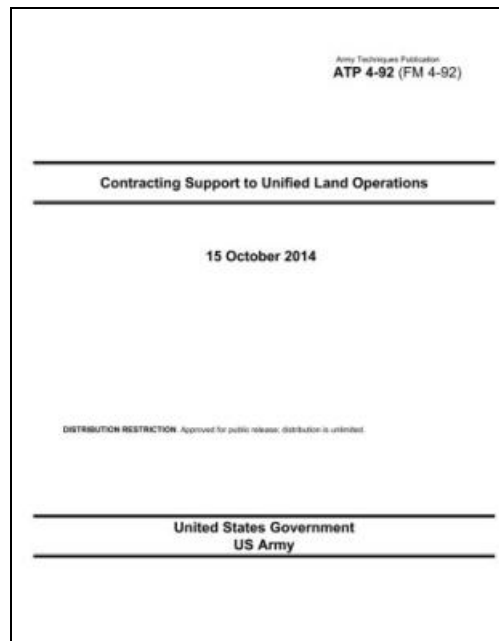 Army Techniques Publication
ATP 4-92 (FM 4-92)
Contracting Support to Unified Land Operations
15 October 2014
DISTRIBUTION RESTRICTION: Approved for public release; distribution is unlimited.
United States Government
US Army